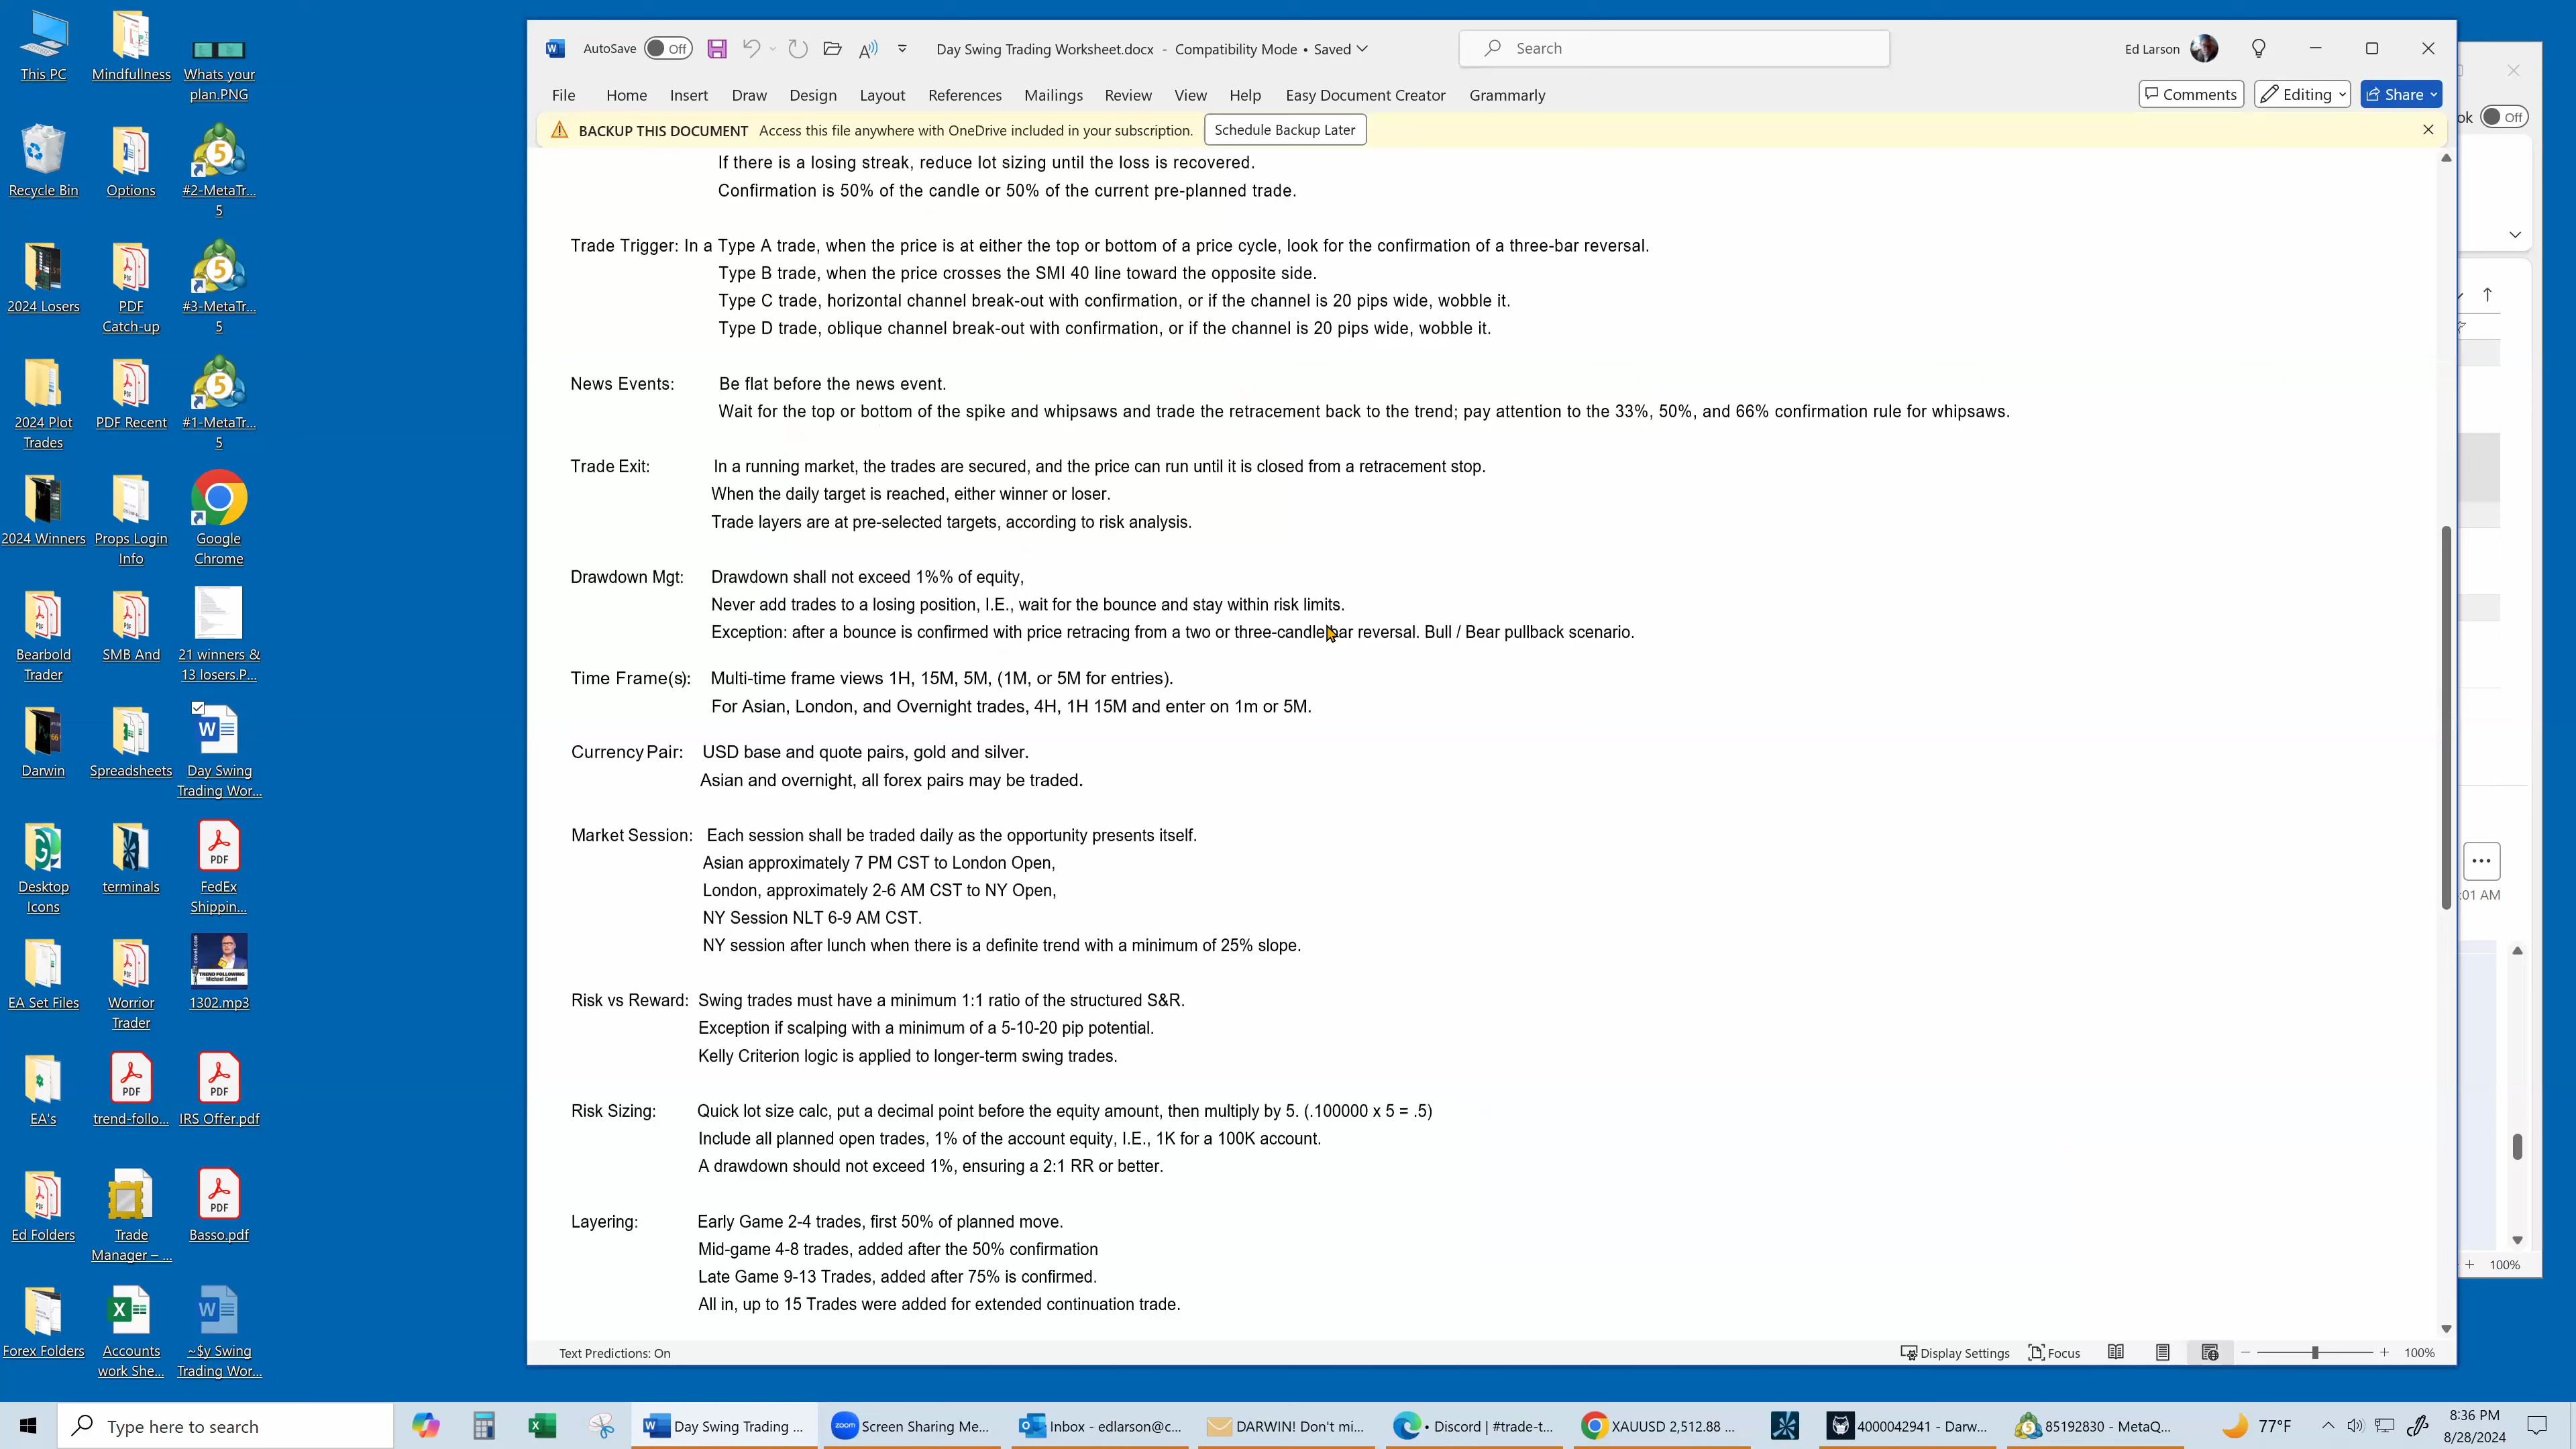 This PC
Mindfullness
Whats your
plan.PNG
Recycle Bin
Options
#2-MetaTr...
5
2024 Losers
PDF
Catch-up
#3-MetaTr...
5
2024 Plot
Trades
PDF Recent
#1-MetaTr...
5
2024 Winners
Props Login
Info
Google
Chrome
Bearbold
Trader
SMB And
21 winners &
13 losers.P...
Darwin
Spreadsheets
Day Swing
Trading Wor...
Desktop
Icons
terminals
FedEx
Shippin...
EA Set Files
Worrior
Trader
1302.mp3
EA's
trend-follo...
IRS Offer.pdf
Ed Folders
Trade
Manager – ...
Basso.pdf
Forex Folders
Accounts
work She...
~$y Swing
Trading Wor...
AutoSave Off
Day Swing Trading Worksheet.docx - Compatibility Mode • Saved
Search
Ed Larson
File Home Insert Draw Design Layout References Mailings Review View Help Easy Document Creator Grammarly
Comments Editing Share
BACKUP THIS DOCUMENT Access this file anywhere with OneDrive included in your subscription. Schedule Backup Later
If there is a losing streak, reduce lot sizing until the loss is recovered.
Confirmation is 50% of the candle or 50% of the current pre-planned trade.
Trade Trigger: In a Type A trade, when the price is at either the top or bottom of a price cycle, look for the confirmation of a three-bar reversal.
Type B trade, when the price crosses the SMI 40 line toward the opposite side.
Type C trade, horizontal channel break-out with confirmation, or if the channel is 20 pips wide, wobble it.
Type D trade, oblique channel break-out with confirmation, or if the channel is 20 pips wide, wobble it.
News Events: Be flat before the news event.
Wait for the top or bottom of the spike and whipsaws and trade the retracement back to the trend; pay attention to the 33%, 50%, and 66% confirmation rule for whipsaws.
Trade Exit: In a running market, the trades are secured, and the price can run until it is closed from a retracement stop.
When the daily target is reached, either winner or loser.
Trade layers are at pre-selected targets, according to risk analysis.
Drawdown Mgt: Drawdown shall not exceed 1%% of equity,
Never add trades to a losing position, I.E., wait for the bounce and stay within risk limits.
Exception: after a bounce is confirmed with price retracing from a two or three-candle bar reversal. Bull / Bear pullback scenario.
Time Frame(s): Multi-time frame views 1H, 15M, 5M, (1M, or 5M for entries).
For Asian, London, and Overnight trades, 4H, 1H 15M and enter on 1m or 5M.
Currency Pair: USD base and quote pairs, gold and silver.
Asian and overnight, all forex pairs may be traded.
Market Session: Each session shall be traded daily as the opportunity presents itself.
Asian approximately 7 PM CST to London Open,
London, approximately 2-6 AM CST to NY Open,
NY Session NLT 6-9 AM CST.
NY session after lunch when there is a definite trend with a minimum of 25% slope.
Risk vs Reward: Swing trades must have a minimum 1:1 ratio of the structured S&R.
Exception if scalping with a minimum of a 5-10-20 pip potential.
Kelly Criterion logic is applied to longer-term swing trades.
Risk Sizing: Quick lot size calc, put a decimal point before the equity amount, then multiply by 5. (.100000 x 5 = .5)
Include all planned open trades, 1% of the account equity, I.E., 1K for a 100K account.
A drawdown should not exceed 1%, ensuring a 2:1 RR or better.
Layering: Early Game 2-4 trades, first 50% of planned move.
Mid-game 4-8 trades, added after the 50% confirmation
Late Game 9-13 Trades, added after 75% is confirmed.
All in, up to 15 Trades were added for extended continuation trade.
Text Predictions: On
Display Settings Focus 100%
ok Off
:01 AM
100%
Type here to search
Day Swing Trading ...
Screen Sharing Me...
Inbox - edlarson@c...
DARWIN! Don't mi...
• Discord | #trade-t...
XAUUSD 2,512.88 ...
4000042941 - Darw...
85192830 - MetaQ...
77°F
8:36 PM
8/28/2024